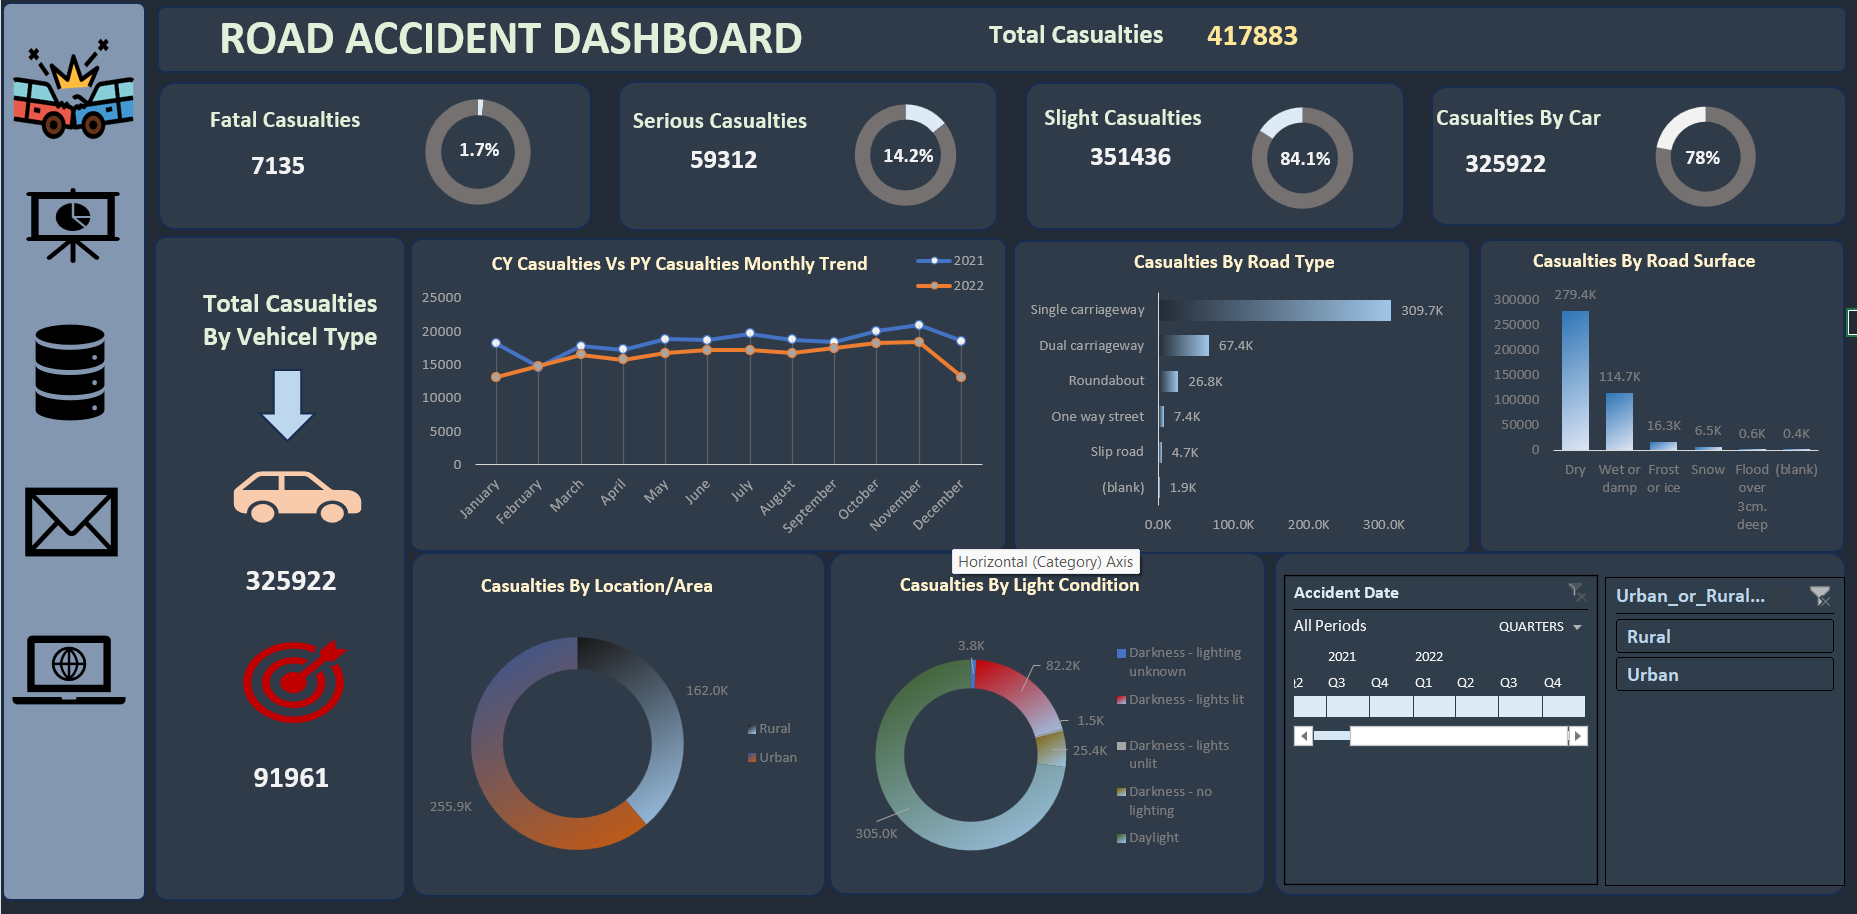 ROAD ACCIDENT DASHBOARD
Total Casualties 417883
Fatal Casualties
7135
1.7%
Serious Casualties
59312
14.2%
Slight Casualties
351436
84.1%
Casualties By Car
325922
78%
Total Casualties
By Vehicel Type
325922
91961
CY Casualties Vs PY Casualties Monthly Trend
2021
2022
25000
20000
15000
10000
5000
0
January
February
March
April
May
June
July
August
September
October
November
December
Casualties By Road Type
Single carriageway 309.7K
Dual carriageway 67.4K
Roundabout 26.8K
One way street 7.4K
Slip road 4.7K
(blank) 1.9K
0.0K 100.0K 200.0K 300.0K
Casualties By Road Surface
300000
250000
200000
150000
100000
50000
0
279.4K
114.7K
16.3K
6.5K
0.6K
0.4K
Dry
Wet or
damp
Frost
or ice
Snow
Flood
over
3cm.
deep
(blank)
Horizontal (Category) Axis
Casualties By Location/Area
162.0K
255.9K
Rural
Urban
Casualties By Light Condition
3.8K
82.2K
1.5K
25.4K
305.0K
Darkness - lighting
unknown
Darkness - lights lit
Darkness - lights
unlit
Darkness - no
lighting
Daylight
Accident Date
All Periods QUARTERS
2021 2022
Q3 Q4 Q1 Q2 Q3 Q4
Urban_or_Rural...
Rural
Urban